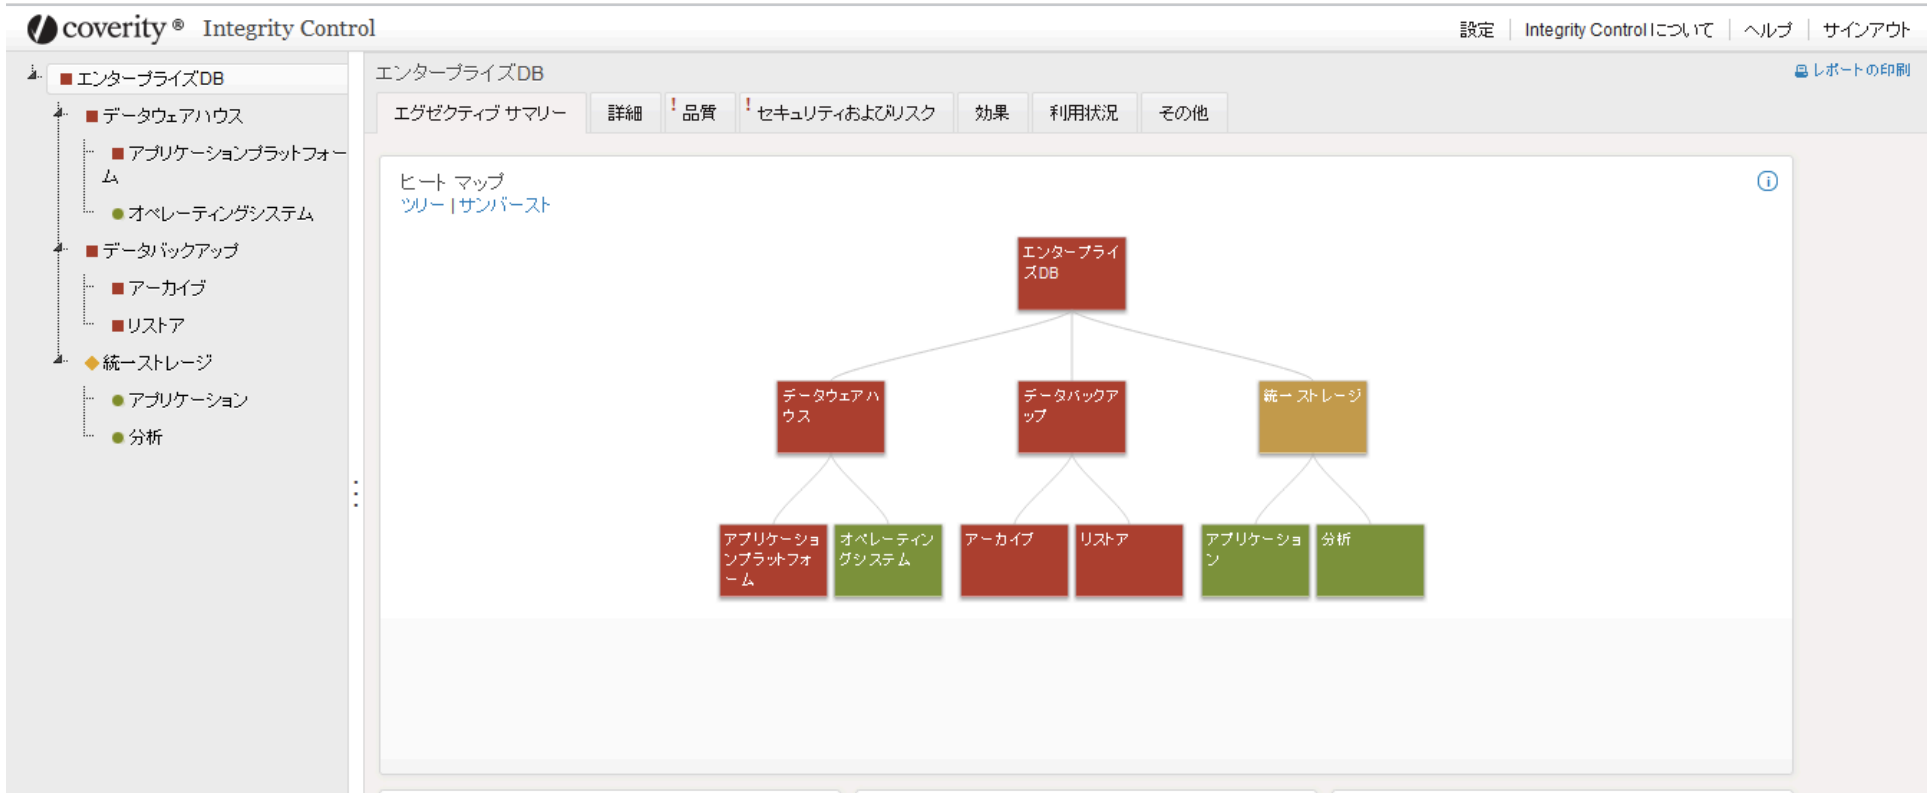 coverity® Integrity Control
設定 Integrity Controlについて ヘルプ サインアウト
エンタープライズDB
データウェアハウス
アプリケーションプラットフォー
ム
オペレーティングシステム
データバックアップ
アーカイブ
リストア
統一ストレージ
アプリケーション
分析
エンタープライズDB
レポートの印刷
エグゼクティブ サマリー 詳細 ! 品質 ! セキュリティおよびリスク 効果 利用状況 その他
ヒート マップ
ツリー | サンバースト
エンタープライ
ズDB
データウェアハ
ウス
データバックア
ップ
統一ストレージ
アプリケーショ
ンプラットフォ
ーム
オペレーティン
グシステム
アーカイブ
リストア
アプリケーショ
ン
分析